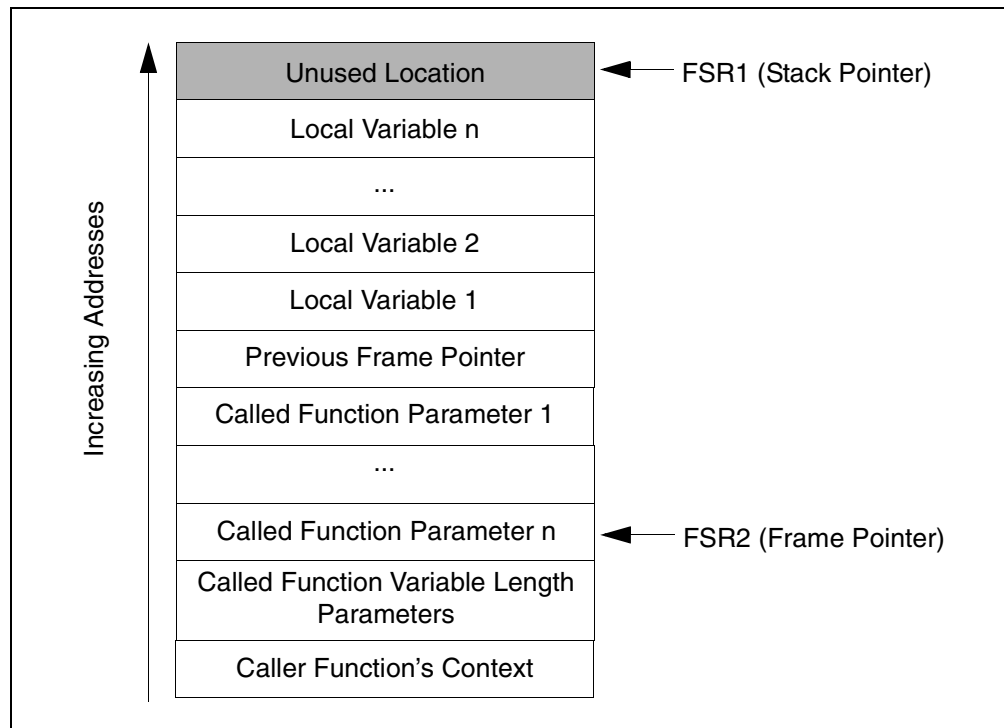 Increasing Addresses
Unused Location
FSR1 (Stack Pointer)
Local Variable n
...
Local Variable 2
Local Variable 1
Previous Frame Pointer
Called Function Parameter 1
...
Called Function Parameter n
FSR2 (Frame Pointer)
Called Function Variable Length
Parameters
Caller Function's Context